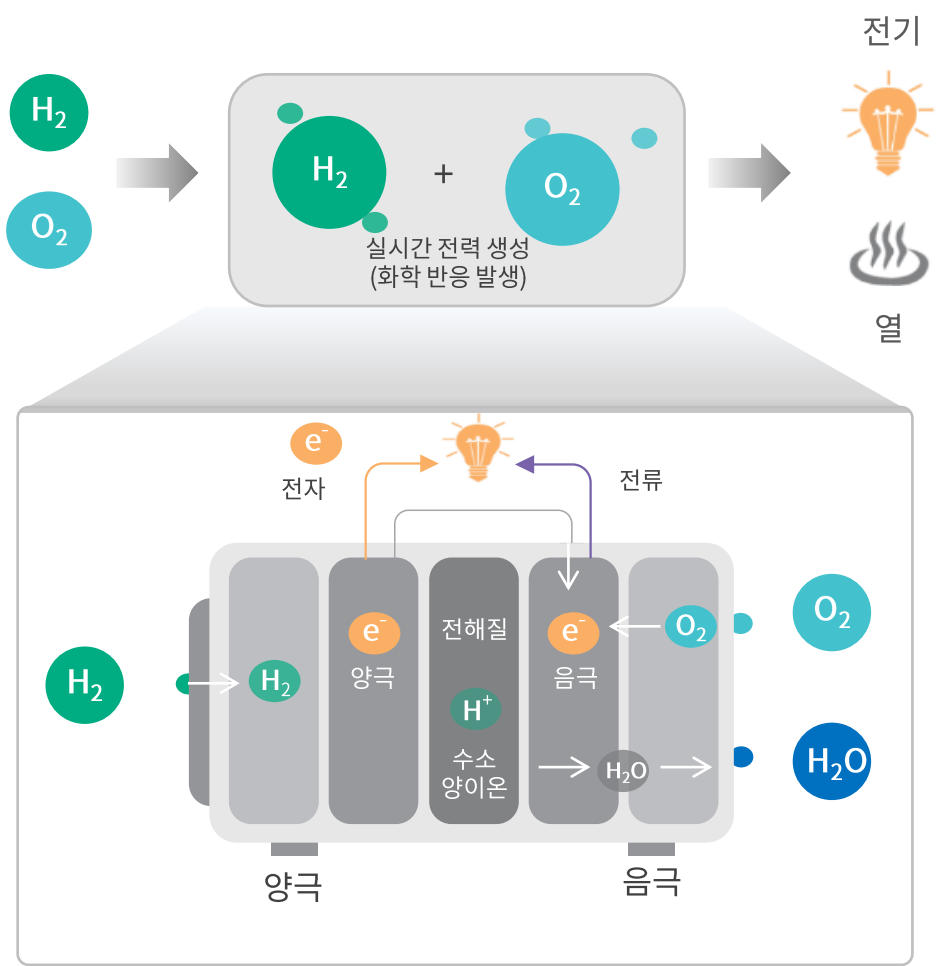 전기
H₂
O₂
H₂ + O₂
실시간 전력 생성
(화학 반응 발생)
열
e⁻
전자
전류
e⁻
양극
전해질
H⁺
수소
양이온
e⁻
음극
O₂
O₂
H₂
H₂
H₂O
H₂O
양극
음극